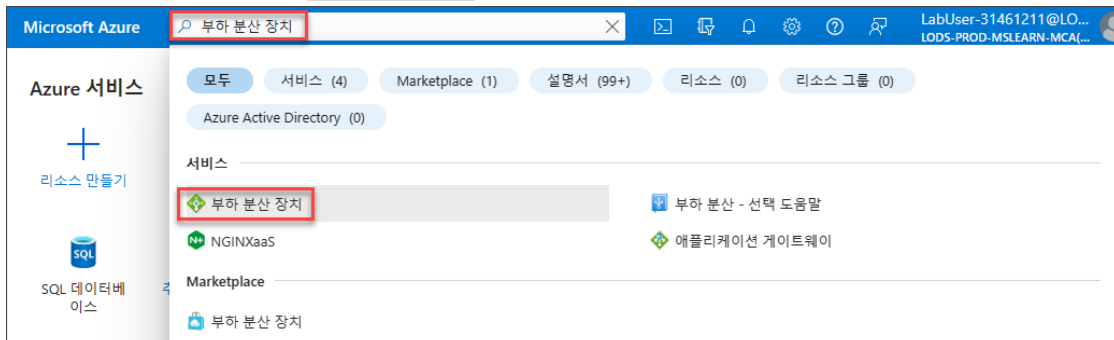 Microsoft Azure
부하 분산 장치
LabUser-31461211@LO...
LODS-PROD-MSLEARN-MCA(...
Azure 서비스
모두
서비스 (4)
Marketplace (1)
설명서 (99+)
리소스 (0)
리소스 그룹 (0)
Azure Active Directory (0)
리소스 만들기
서비스
부하 분산 장치
부하 분산 - 선택 도움말
NGINXaaS
애플리케이션 게이트웨이
SQL
SQL 데이터베
이스
Marketplace
부하 분산 장치